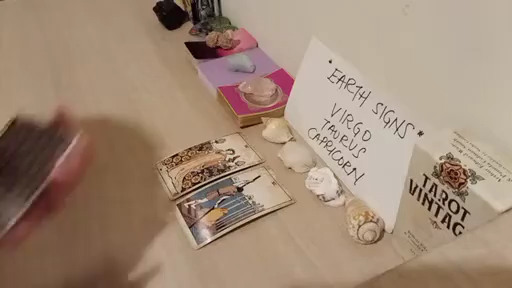 "EARTH SIGNS"
VIRGO
TAURUS
CAPRICORN
TAROT
VINTAG